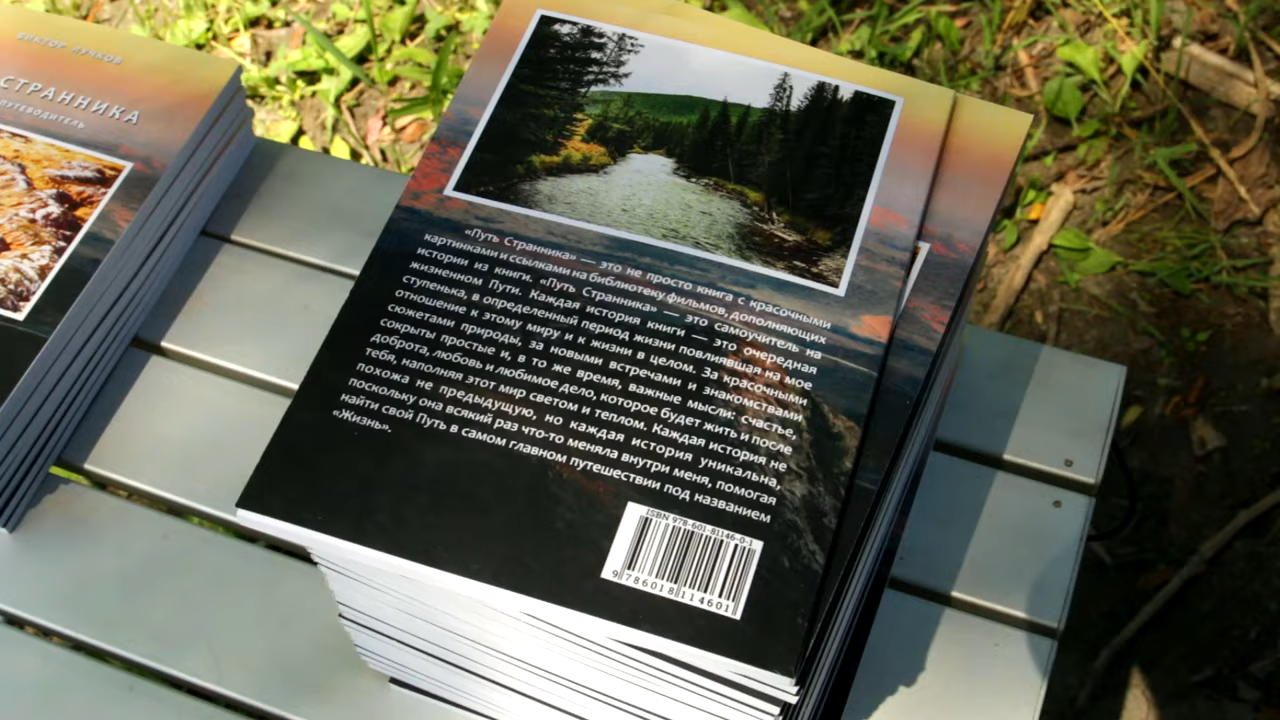 ВИКТОР ЛУЧКОВ
СТРАННИКА
ПУТЕВОДИТЕЛЬ
«Путь Странника» — это не просто книга с красочными
картинками и ссылками на библиотеку фильмов, дополняющих
истории из книги. «Путь Странника» — это самоучитель на
жизненном Пути. Каждая история книги — это очередная
ступенька, в определенный период жизни повлиявшая на мое
отношение к этому миру и к жизни в целом. За красочными
сюжетами природы, за новыми встречами и знакомствами
сокрыты простые и, в то же время, важные мысли: счастье,
доброта, любовь и любимое дело, которое будет жить и после
тебя, наполняя этот мир светом и теплом. Каждая история не
похожа не предыдущую, но каждая история уникальна,
поскольку она всякий раз что-то меняла внутри меня, помогая
найти свой Путь в самом главном путешествии под названием
«Жизнь».
ISBN 978-601-81146-0-1
9 786018 114601